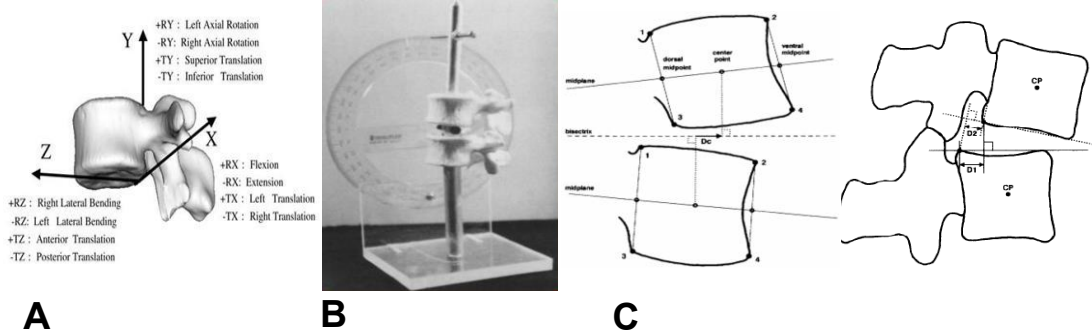 +RY : Left Axial Rotation
-RY: Right Axial Rotation
+TY : Superior Translation
-TY : Inferior Translation
Y
X
Z
+RX : Flexion
-RX: Extension
+TX : Left Translation
-TX : Right Translation
+RZ : Right Lateral Bending
-RZ: Left Lateral Bending
+TZ : Anterior Translation
-TZ : Posterior Translation
A
B
1
2
dorsal
midpoint
center
point
ventral
midpoint
midplane
3
4
bisectrix
Dc
1
2
midplane
3
4
CP
D2
D1
CP
C